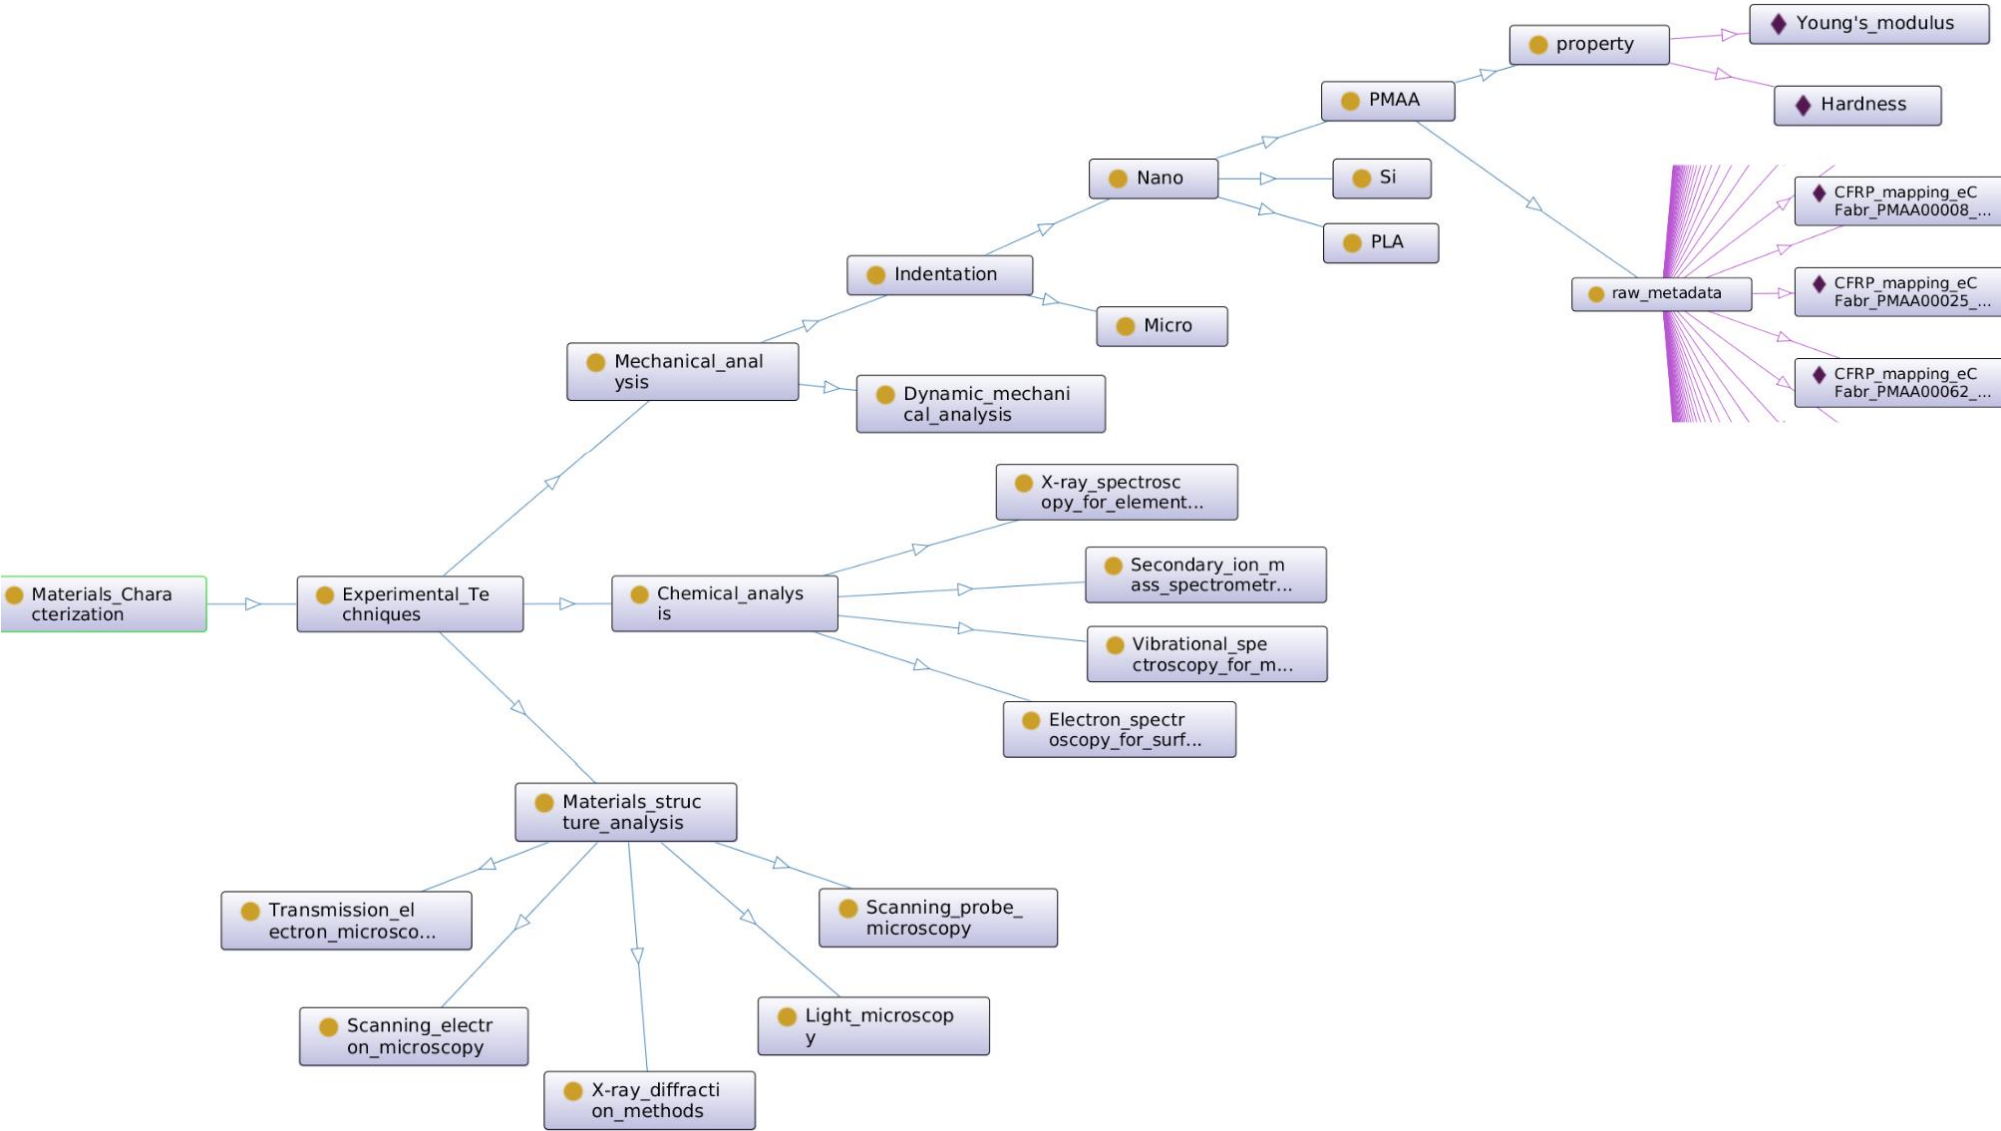 Young's_modulus
property
Hardness
PMAA
Nano
Si
PLA
CFRP_mapping_eC
Fabr_PMAA00008_...
CFRP_mapping_eC
Fabr_PMAA00025_...
CFRP_mapping_eC
Fabr_PMAA00062_...
raw_metadata
Indentation
Micro
Mechanical_anal
ysis
Dynamic_mechani
cal_analysis
X-ray_spectrosc
opy_for_element...
Secondary_ion_m
ass_spectrometr...
Materials_Chara
cterization
Experimental_Te
chniques
Chemical_analys
is
Vibrational_spe
ctroscopy_for_m...
Electron_spectr
oscopy_for_surf...
Materials_struc
ture_analysis
Transmission_el
ectron_microsco...
Scanning_probe_
microscopy
Scanning_electr
on_microscopy
Light_microscop
y
X-ray_diffracti
on_methods